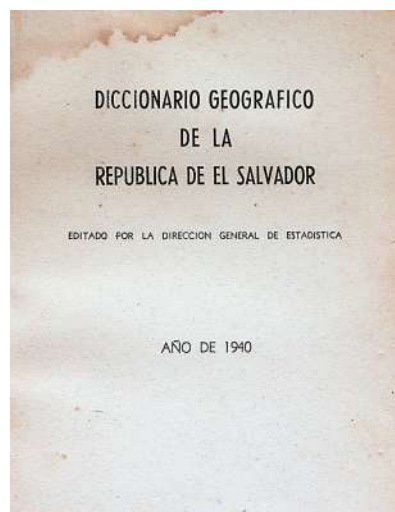 DICCIONARIO GEOGRAFICO
DE LA
REPUBLICA DE EL SALVADOR
EDITADO POR LA DIRECCION GENERAL DE ESTADISTICA
AÑO DE 1940